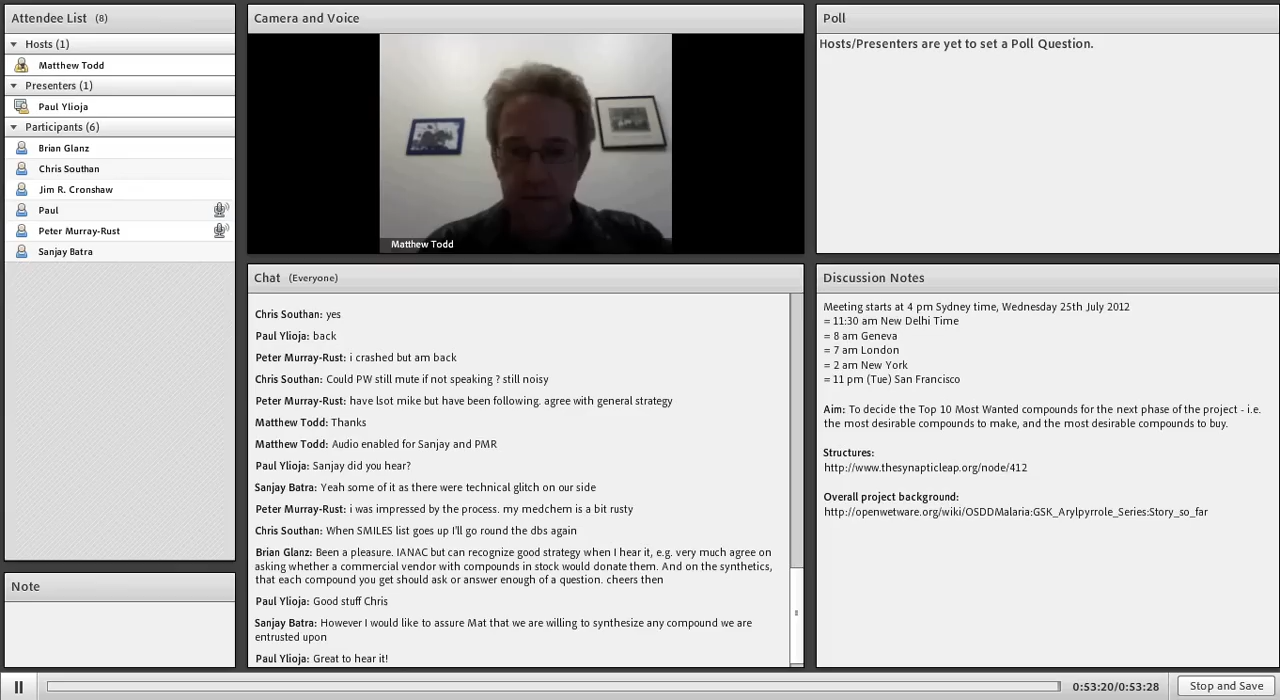 Attendee List (8)
Hosts (1)
Matthew Todd
Presenters (1)
Paul Ylioja
Participants (6)
Brian Glanz
Chris Southan
Jim R. Cronshaw
Paul
Peter Murray-Rust
Sanjay Batra
Note
Camera and Voice
Matthew Todd
Chat (Everyone)
Chris Southan: yes
Paul Ylioja: back
Peter Murray-Rust: i crashed but am back
Chris Southan: Could PW still mute if not speaking ? still noisy
Peter Murray-Rust: have lsot mike but have been following. agree with general strategy
Matthew Todd: Thanks
Matthew Todd: Audio enabled for Sanjay and PMR
Paul Ylioja: Sanjay did you hear?
Sanjay Batra: Yeah some of it as there were technical glitch on our side
Peter Murray-Rust: i was impressed by the process. my medchem is a bit rusty
Chris Southan: When SMILES list goes up I'll go round the dbs again
Brian Glanz: Been a pleasure. IANAC but can recognize good strategy when I hear it, e.g. very much agree on
asking whether a commercial vendor with compounds in stock would donate them. And on the synthetics,
that each compound you get should ask or answer enough of a question. cheers then
Paul Ylioja: Good stuff Chris
Sanjay Batra: However I would like to assure Mat that we are willing to synthesize any compound we are
entrusted upon
Paul Ylioja: Great to hear it!
Poll
Hosts/Presenters are yet to set a Poll Question.
Discussion Notes
Meeting starts at 4 pm Sydney time, Wednesday 25th July 2012
= 11:30 am New Delhi Time
= 8 am Geneva
= 7 am London
= 2 am New York
= 11 pm (Tue) San Francisco
Aim: To decide the Top 10 Most Wanted compounds for the next phase of the project - i.e.
the most desirable compounds to make, and the most desirable compounds to buy.
Structures:
http://www.thesynapticleap.org/node/412
Overall project background:
http://openwetware.org/wiki/OSDDMalaria:GSK_Arylpyrrole_Series:Story_so_far
0:53:20/0:53:28
Stop and Save